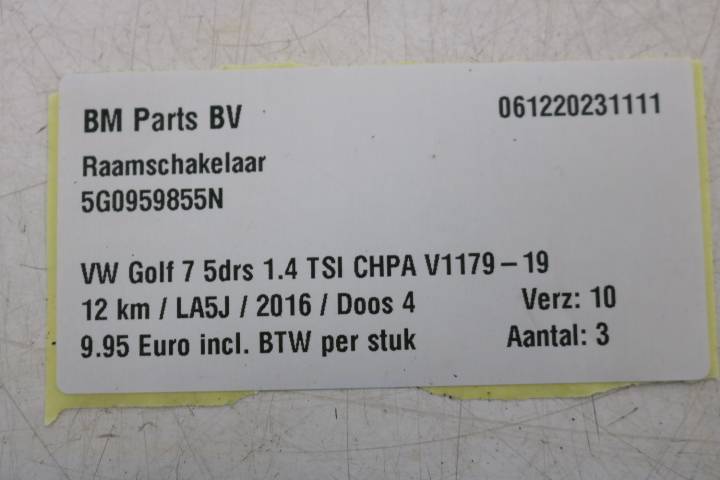 BM Parts BV 061220231111
Raamschakelaar
5G0959855N
VW Golf 7 5drs 1.4 TSI CHPA V1179-19
12 km / LA5J / 2016 / Doos 4 Verz: 10
9.95 Euro incl. BTW per stuk Aantal: 3